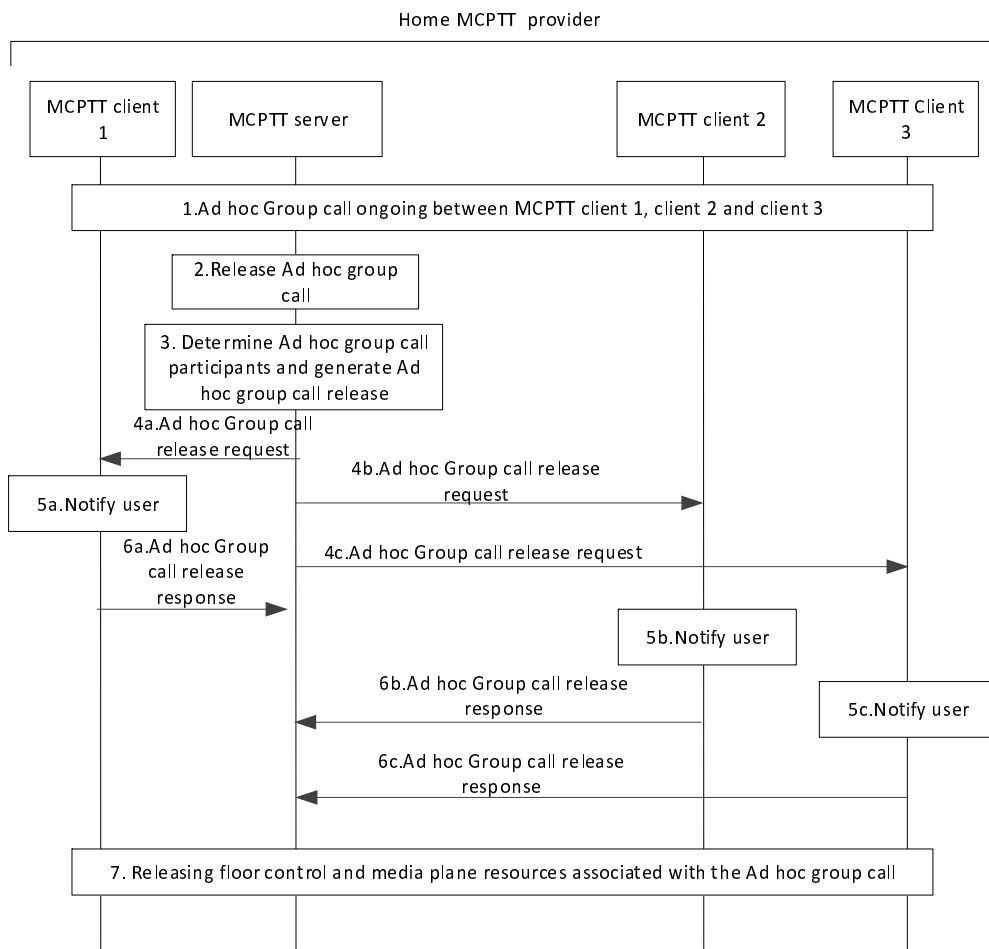 Home MCPTT provider
MCPTT client
1
MCPTT server
MCPTT client 2
MCPTT Client
3
1.Ad hoc Group call ongoing between MCPTT client 1, client 2 and client 3
2.Release Ad hoc group
call
3. Determine Ad hoc group call
participants and generate Ad
hoc group call release
4a.Ad hoc Group call
release request
4b.Ad hoc Group call release
request
5a.Notify user
4c.Ad hoc Group call release request
6a.Ad hoc Group
call release
response
5b.Notify user
6b.Ad hoc Group call release
response
5c.Notify user
6c.Ad hoc Group call release
response
7. Releasing floor control and media plane resources associated with the Ad hoc group call